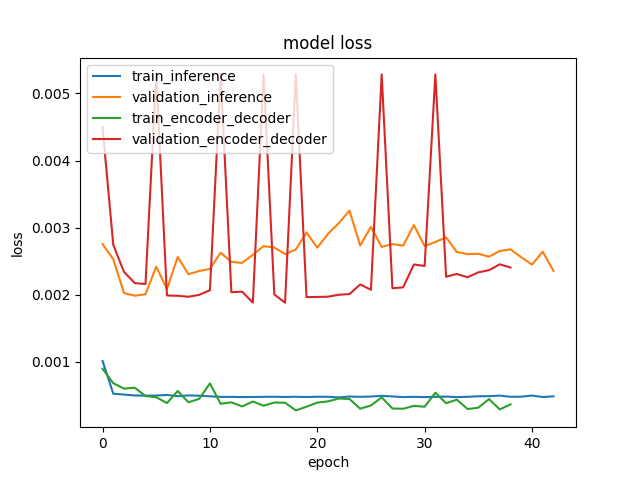 model loss
train_inference
validation_inference
train_encoder_decoder
validation_encoder_decoder
0.005
0.004
0.003
0.002
0.001
loss
0 10 20 30 40
epoch